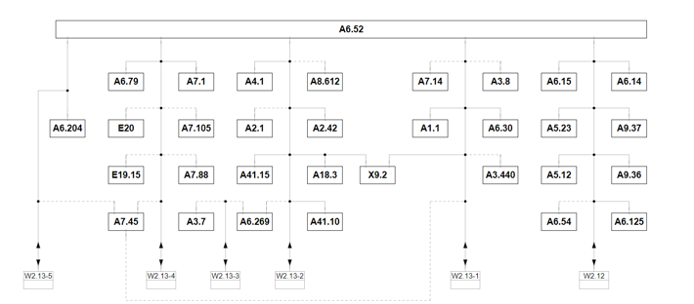 A6.52
A6.79 A7.1 A4.1 A8.612 A7.14 A3.8 A6.15 A6.14
A6.204 E20 A7.105 A2.1 A2.42 A1.1 A6.30 A5.23 A9.37
E19.15 A7.88 A41.15 A18.3 X9.2 A3.440 A5.12 A9.36
A7.45 A3.7 A6.269 A41.10 A6.54 A6.125
W2.13-5 W2.13-4 W2.13-3 W2.13-2 W2.13-1 W2.12